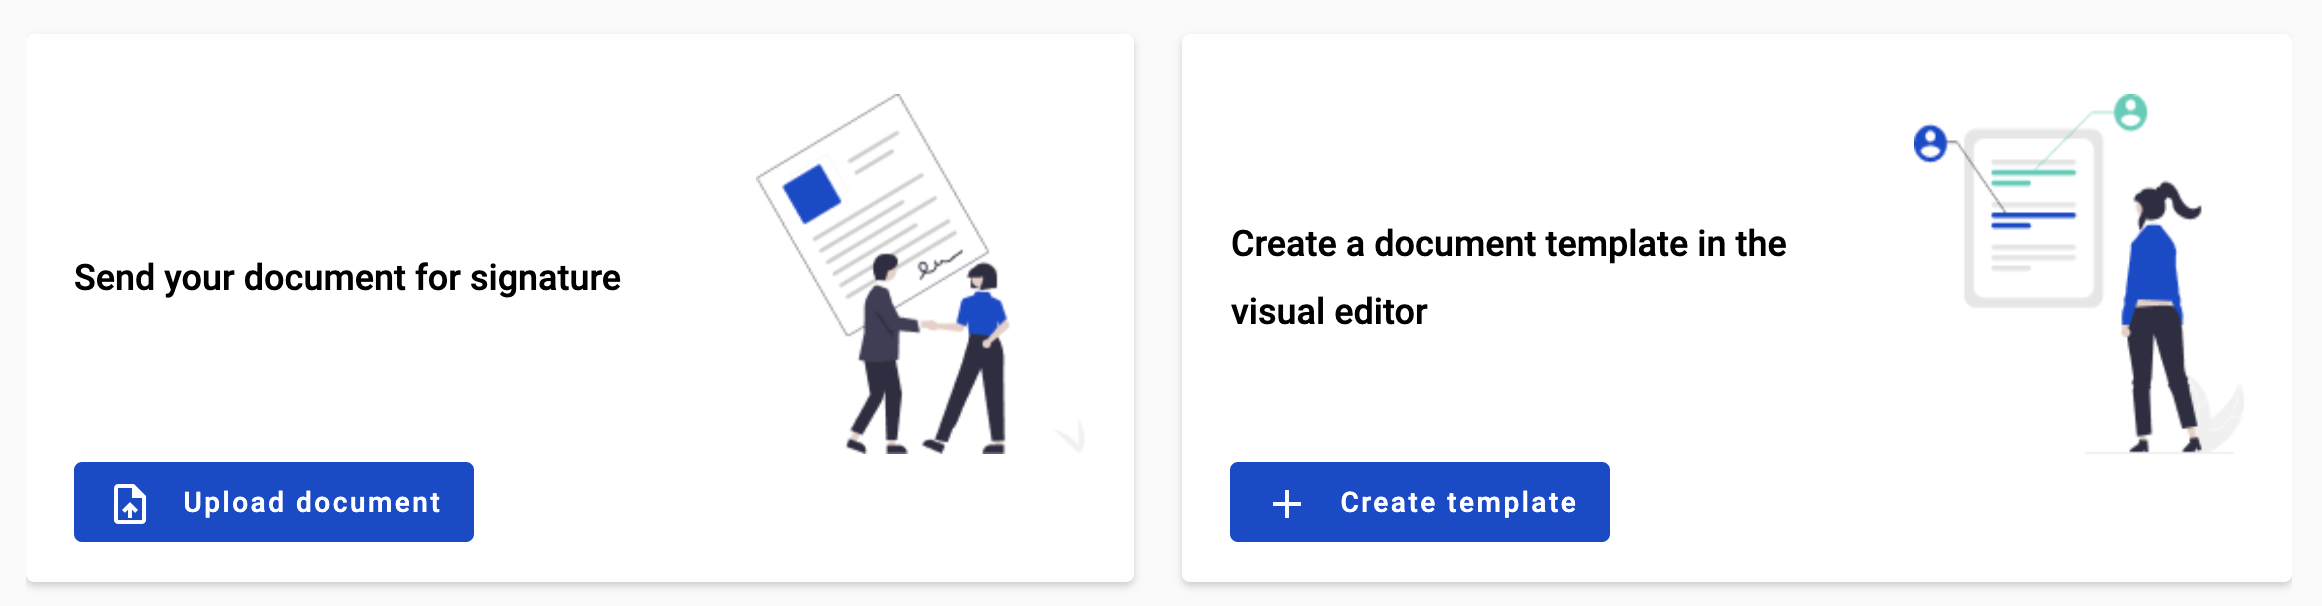 Send your document for signature
Upload document
Create a document template in the
visual editor
Create template